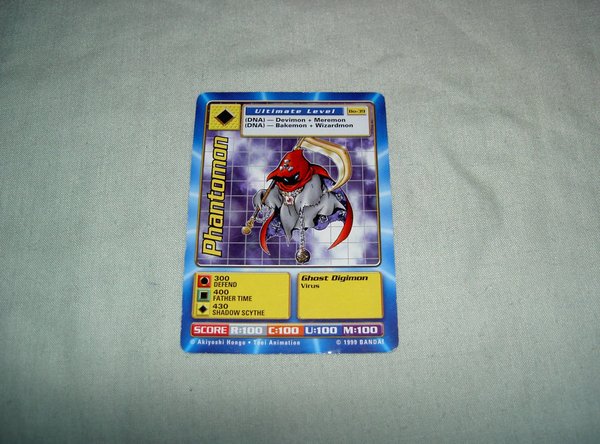 Ultimate Level Bo-39
(DNA) — Devimon + Meremon
(DNA) — Bakemon + Wizardmon
Phantomon
300
DEFEND
400
FATHER TIME
430
SHADOW SCYTHE
Ghost Digimon
Virus
SCORE R:100 C:100 U:100 M:100
© Akiyoshi Hongo • Toei Animation © 1999 BANDAI